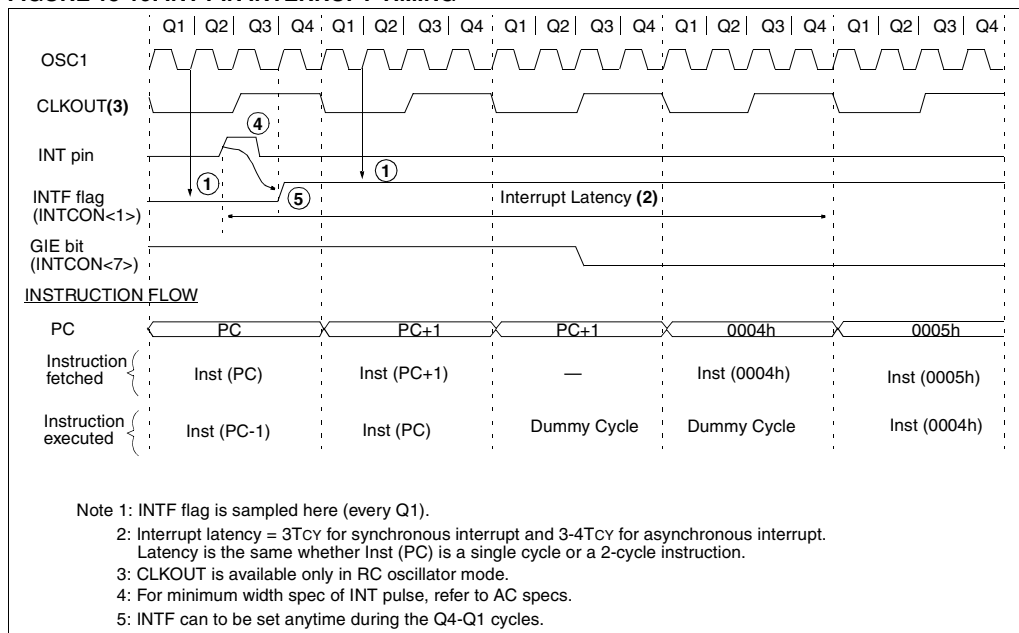 Q1 Q2 Q3 Q4 Q1 Q2 Q3 Q4 Q1 Q2 Q3 Q4 Q1 Q2 Q3 Q4 Q1 Q2 Q3 Q4
OSC1
CLKOUT(3)
4
INT pin
1
1
INTF flag
(INTCON<1>)
5
Interrupt Latency (2)
GIE bit
(INTCON<7>)
INSTRUCTION FLOW
PC PC PC+1 PC+1 0004h 0005h
Instruction
fetched
Inst (PC) Inst (PC+1) — Inst (0004h) Inst (0005h)
Instruction
executed
Inst (PC-1) Inst (PC) Dummy Cycle Dummy Cycle Inst (0004h)
Note 1: INTF flag is sampled here (every Q1).
2: Interrupt latency = 3TCY for synchronous interrupt and 3-4TCY for asynchronous interrupt.
Latency is the same whether Inst (PC) is a single cycle or a 2-cycle instruction.
3: CLKOUT is available only in RC oscillator mode.
4: For minimum width spec of INT pulse, refer to AC specs.
5: INTF can to be set anytime during the Q4-Q1 cycles.